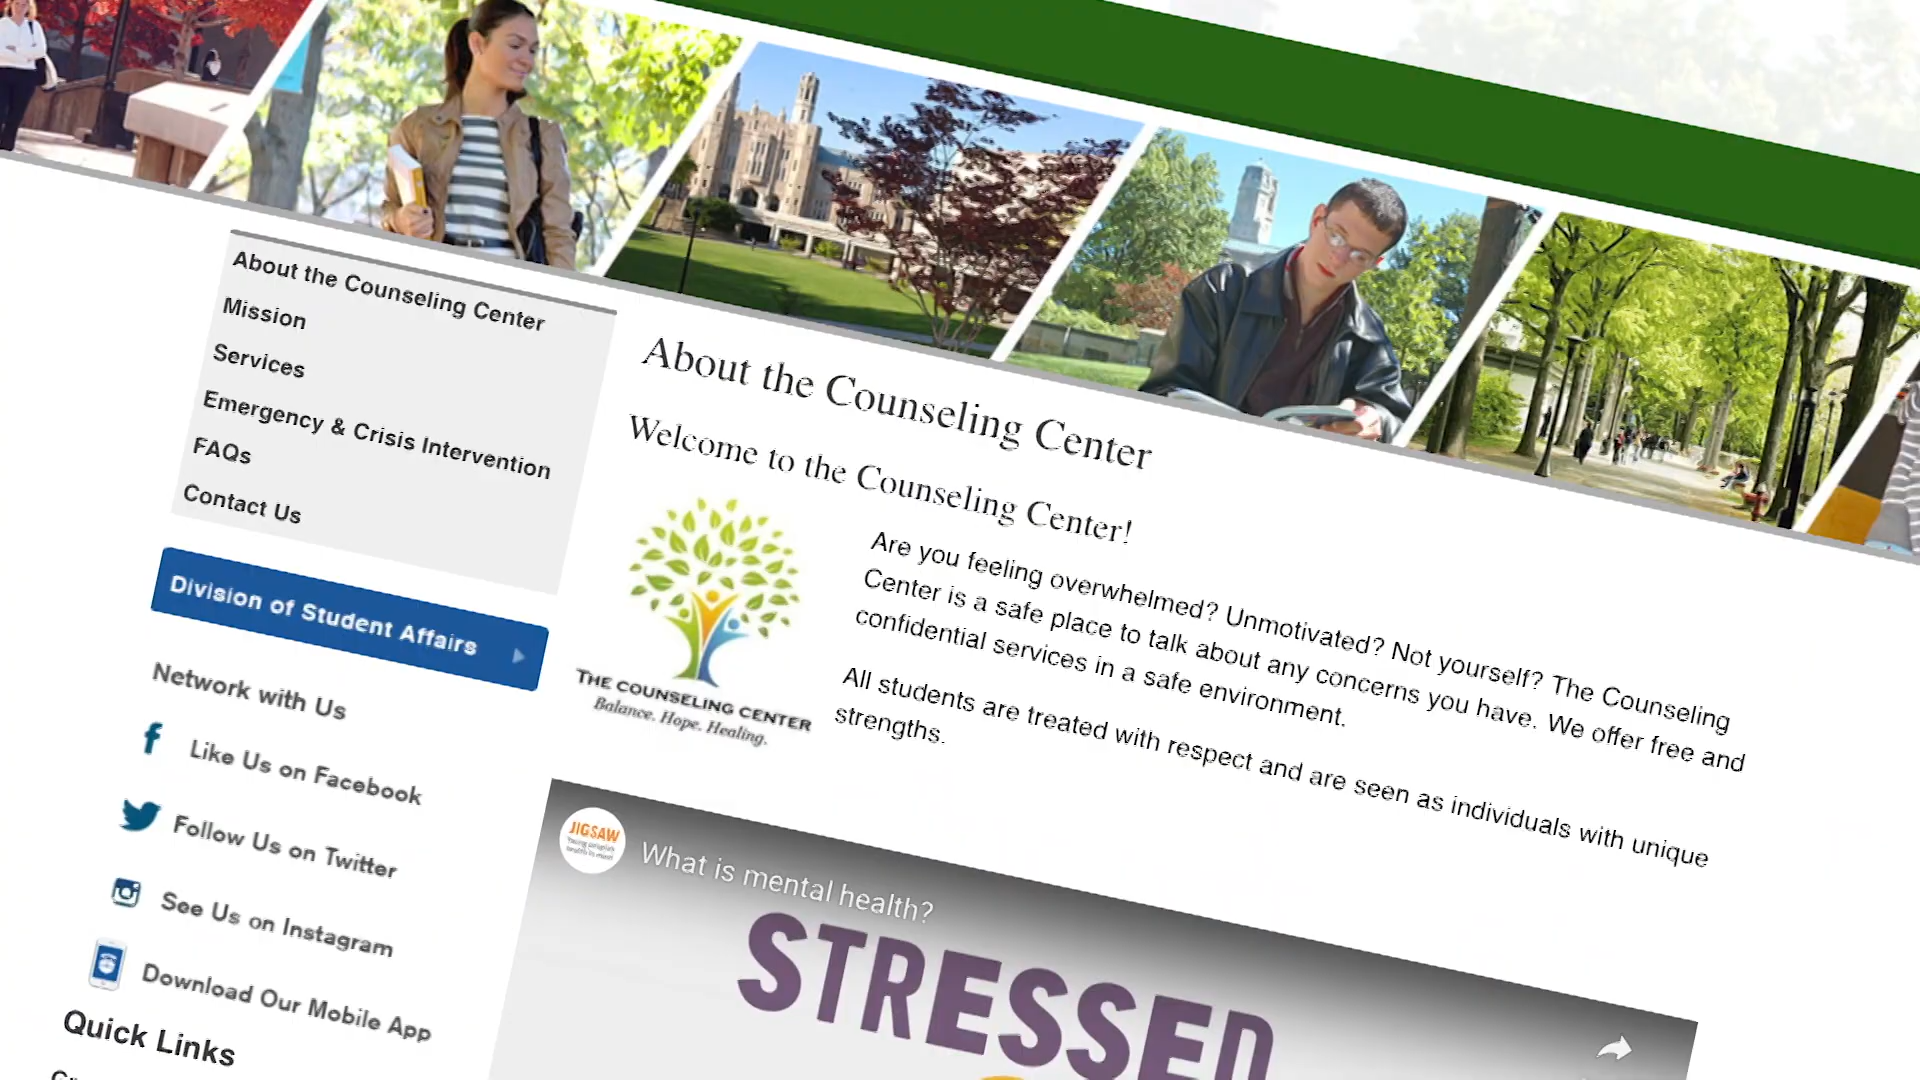 About the Counseling Center
Mission
Services
Emergency & Crisis Intervention
FAQs
Contact Us
Division of Student Affairs
Network with Us
Like Us on Facebook
Follow Us on Twitter
See Us on Instagram
Download Our Mobile App
Quick Links
About the Counseling Center
Welcome to the Counseling Center!
THE COUNSELING CENTER
Balance. Hope. Healing.
Are you feeling overwhelmed? Unmotivated? Not yourself? The Counseling
Center is a safe place to talk about any concerns you have. We offer free and
confidential services in a safe environment.
All students are treated with respect and are seen as individuals with unique
strengths.
JIGSAW
What is mental health?
STRESSED